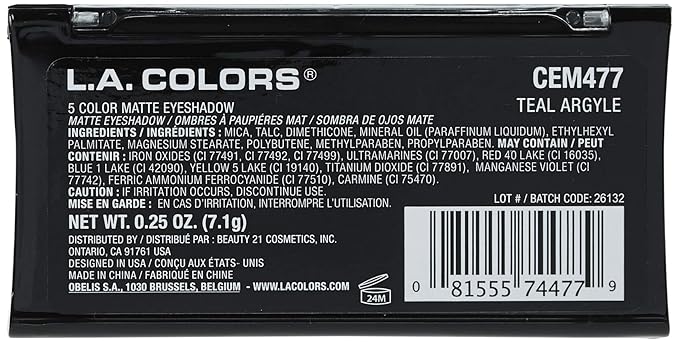 L.A. COLORS®
CEM477
5 COLOR MATTE EYESHADOW
TEAL ARGYLE
MATTE EYESHADOW / OMBRES À PAUPIÉRES MAT / SOMBRA DE OJOS MATE
INGREDIENTS / INGRÉDIENTS : MICA, TALC, DIMETHICONE, MINERAL OIL (PARAFFINUM LIQUIDUM), ETHYLHEXYL
PALMITATE, MAGNESIUM STEARATE, POLYBUTENE, METHYLPARABEN, PROPYLPARABEN. MAY CONTAIN / PEUT
CONTENIR : IRON OXIDES (CI 77491, CI 77492, CI 77499), ULTRAMARINES (CI 77007), RED 40 LAKE (CI 16035),
BLUE 1 LAKE (CI 42090), YELLOW 5 LAKE (CI 19140), TITANIUM DIOXIDE (CI 77891), MANGANESE VIOLET (CI
77742), FERRIC AMMONIUM FERROCYANIDE (CI 77510), CARMINE (CI 75470).
CAUTION : IF IRRITATION OCCURS, DISCONTINUE USE.
MISE EN GARDE : EN CAS D'IRRITATION, INTERROMPRE L'UTILISATION.
LOT # / BATCH CODE: 26132
NET WT. 0.25 OZ. (7.1g)
DISTRIBUTED BY / DISTRIBUÉ PAR : BEAUTY 21 COSMETICS, INC.
ONTARIO, CA 91761 USA
DESIGNED IN USA / CONÇU AUX ÉTATS- UNIS
MADE IN CHINA / FABRIQUÉ EN CHINE
OBELIS S.A., 1030 BRUSSELS, BELGIUM - WWW.LACOLORS.COM
24M
0 81555 74477 9